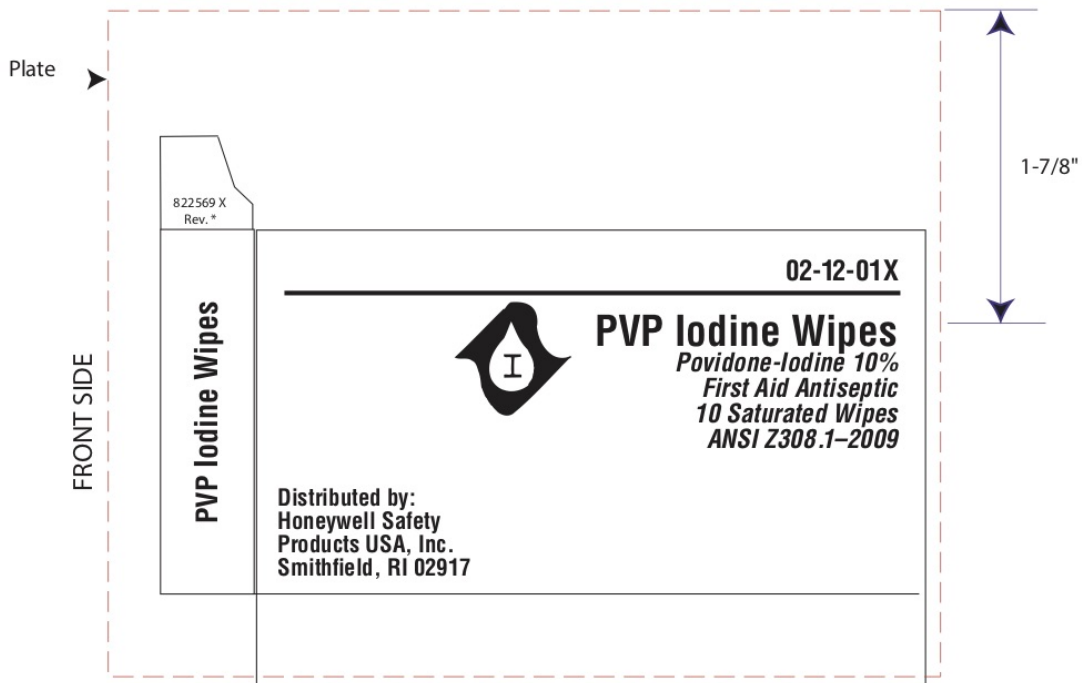 Plate
1-7/8"
822569 X
Rev. *
02-12-01X
PVP Iodine Wipes
I
PVP Iodine Wipes
Povidone-Iodine 10%
First Aid Antiseptic
10 Saturated Wipes
ANSI Z308.1–2009
FRONT SIDE
Distributed by:
Honeywell Safety
Products USA, Inc.
Smithfield, RI 02917